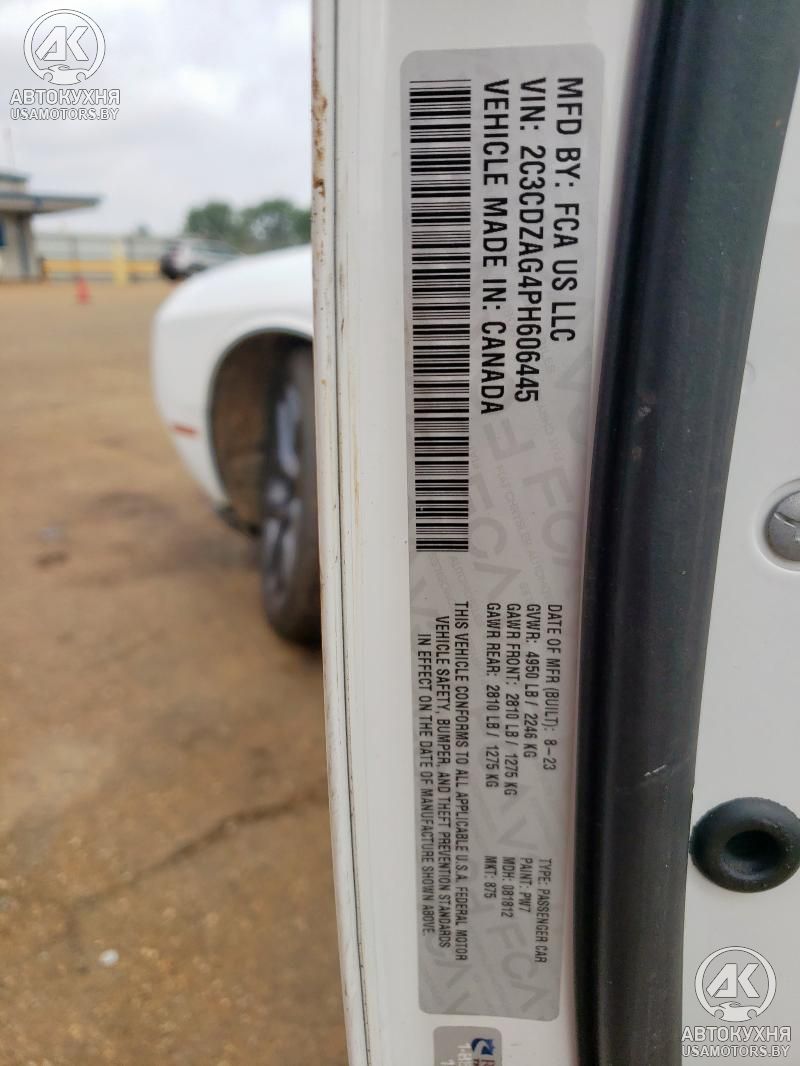 АВТОКУХНЯ
USAMOTORS.BY
MFD BY: FCA US LLC
VIN: 2C3CDZAG4PH606445
VEHICLE MADE IN: CANADA
DATE OF MFR (BUILT): 8-23
GVWR: 4950 LB / 2246 KG
GAWR FRONT: 2810 LB / 1275 KG
GAWR REAR: 2810 LB / 1275 KG
TYPE: PASSENGER CAR
PAINT: PW7
MDH: 081812
MKT: 875
THIS VEHICLE CONFORMS TO ALL APPLICABLE U.S.A. FEDERAL MOTOR
VEHICLE SAFETY, BUMPER, AND THEFT PREVENTION STANDARDS
IN EFFECT ON THE DATE OF MANUFACTURE SHOWN ABOVE.
АВТОКУХНЯ
USAMOTORS.BY